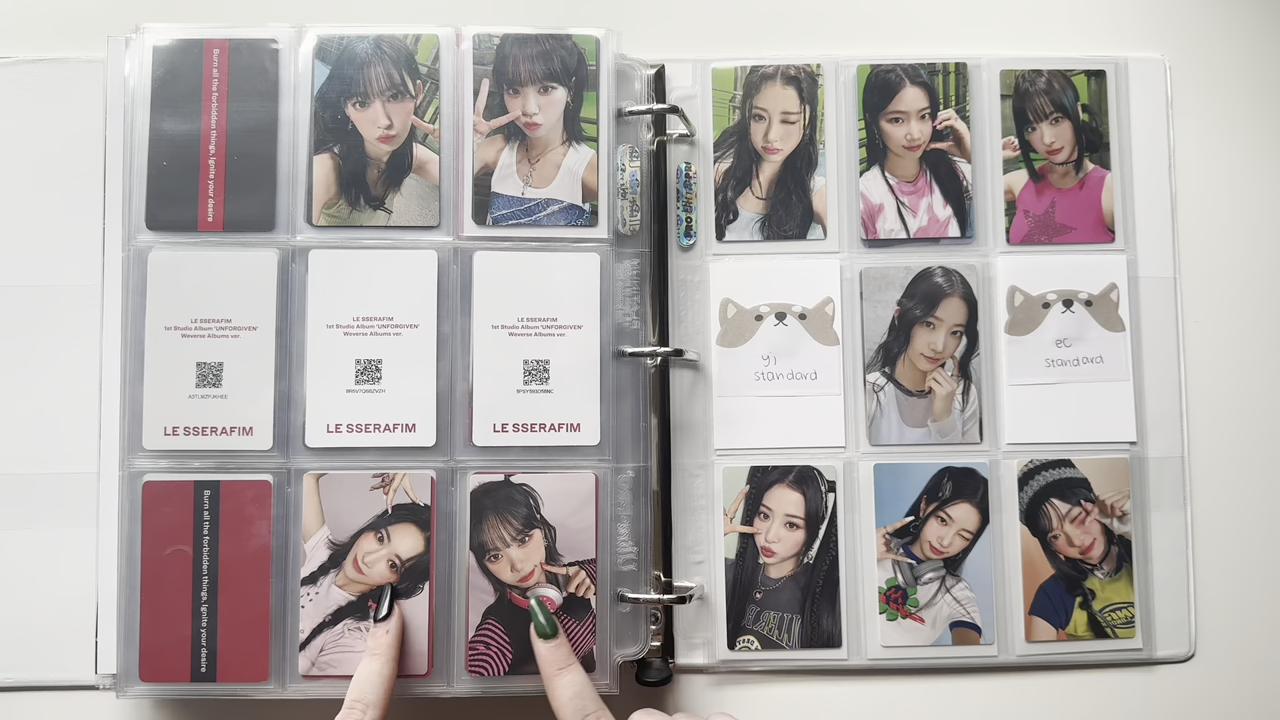 Burn all the forbidden things, Ignite your desire
LE SSERAFIM
1st Studio Album 'UNFORGIVEN'
Weverse Albums ver.
LE SSERAFIM
LE SSERAFIM
1st Studio Album 'UNFORGIVEN'
Weverse Albums ver.
LE SSERAFIM
LE SSERAFIM
1st Studio Album 'UNFORGIVEN'
Weverse Albums ver.
LE SSERAFIM
yi
standard
ec
standard
Burn all the forbidden things, Ignite your desire